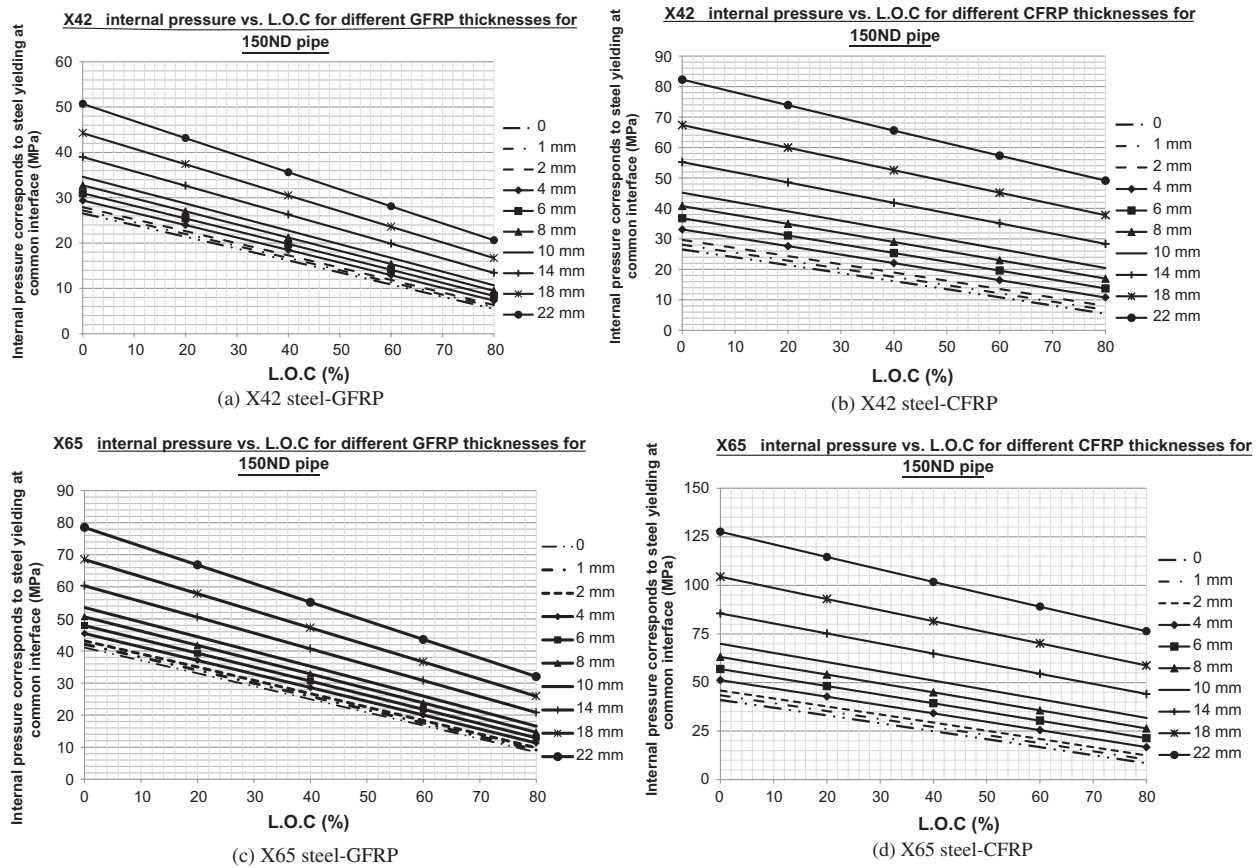 X42 internal pressure vs. L.O.C for different GFRP thicknesses for
150ND pipe
Internal pressure corresponds to steel yielding at
common interface (MPa)
60
50
40
30
20
10
0
0 10 20 30 40 50 60 70 80
L.O.C (%)
0
1 mm
2 mm
4 mm
6 mm
8 mm
10 mm
14 mm
18 mm
22 mm
(a) X42 steel-GFRP
X42 internal pressure vs. L.O.C for different CFRP thicknesses for
150ND pipe
Internal pressure corresponds to steel yielding at
common interface (MPa)
90
80
70
60
50
40
30
20
10
0
0 10 20 30 40 50 60 70 80
L.O.C (%)
0
1 mm
2 mm
4 mm
6 mm
8 mm
10 mm
14 mm
18 mm
22 mm
(b) X42 steel-CFRP
X65 internal pressure vs. L.O.C for different GFRP thicknesses for
150ND pipe
Internal pressure corresponds to steel yielding at
common interface (MPa)
90
80
70
60
50
40
30
20
10
0
0 10 20 30 40 50 60 70 80
L.O.C (%)
0
1 mm
2 mm
4 mm
6 mm
8 mm
10 mm
14 mm
18 mm
22 mm
(c) X65 steel-GFRP
X65 internal pressure vs. L.O.C for different CFRP thicknesses for
150ND pipe
Internal pressure corresponds to steel yielding at
common interface (MPa)
150
125
100
75
50
25
0
0 10 20 30 40 50 60 70 80
L.O.C (%)
0
1 mm
2 mm
4 mm
6 mm
8 mm
10 mm
14 mm
18 mm
22 mm
(d) X65 steel-CFRP